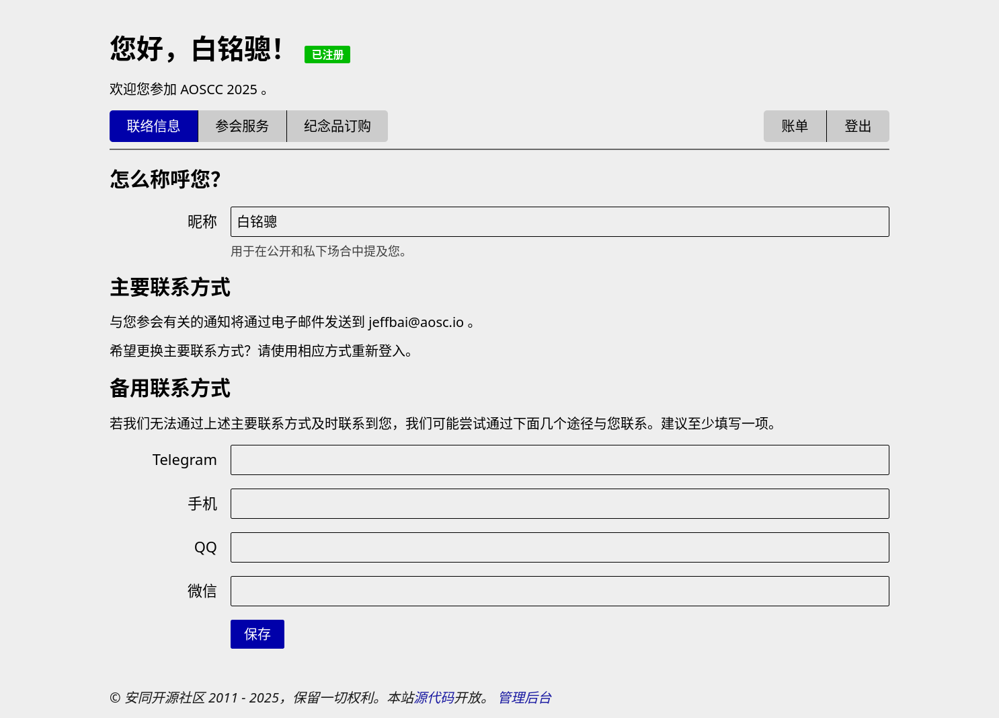 您好，白铭骢！ 已注册
欢迎您参加 AOSCC 2025 。
联络信息 参会服务 纪念品订购 账单 登出
怎么称呼您？
昵称 白铭骢
用于在公开和私下场合中提及您。
主要联系方式
与您参会有关的通知将通过电子邮件发送到 jeffbai@aosc.io 。
希望更换主要联系方式？请使用相应方式重新登入。
备用联系方式
若我们无法通过上述主要联系方式及时联系到您，我们可能尝试通过下面几个途径与您联系。建议至少填写一项。
Telegram
手机
QQ
微信
保存
© 安同开源社区 2011 - 2025，保留一切权利。本站源代码开放。 管理后台